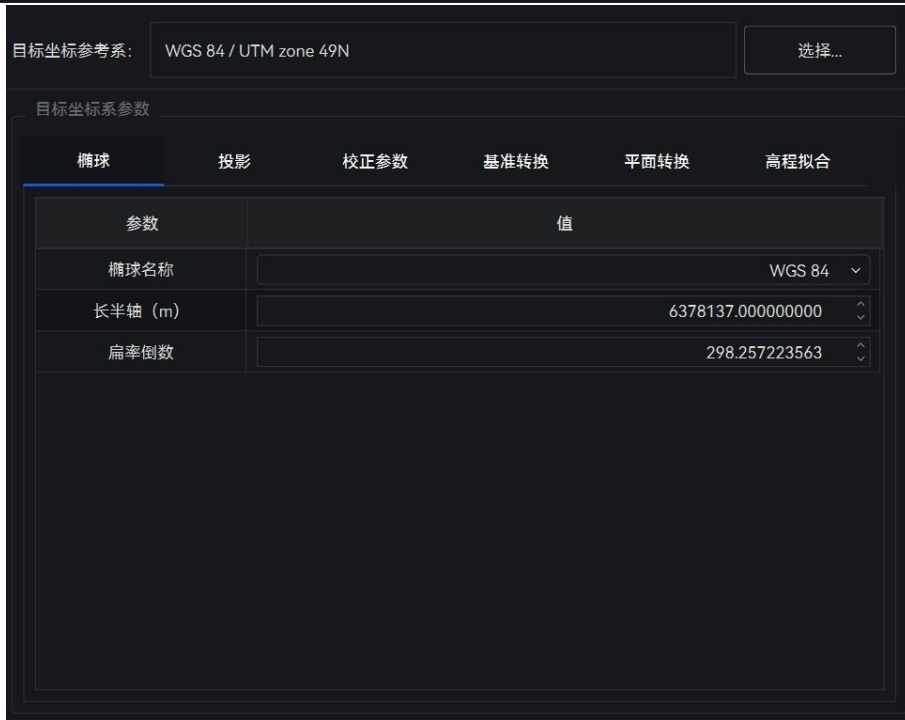 目标坐标参考系: WGS 84 / UTM zone 49N 选择...
目标坐标系参数
椭球 投影 校正参数 基准转换 平面转换 高程拟合
参数 值
椭球名称 WGS 84
长半轴（m） 6378137.000000000
扁率倒数 298.257223563